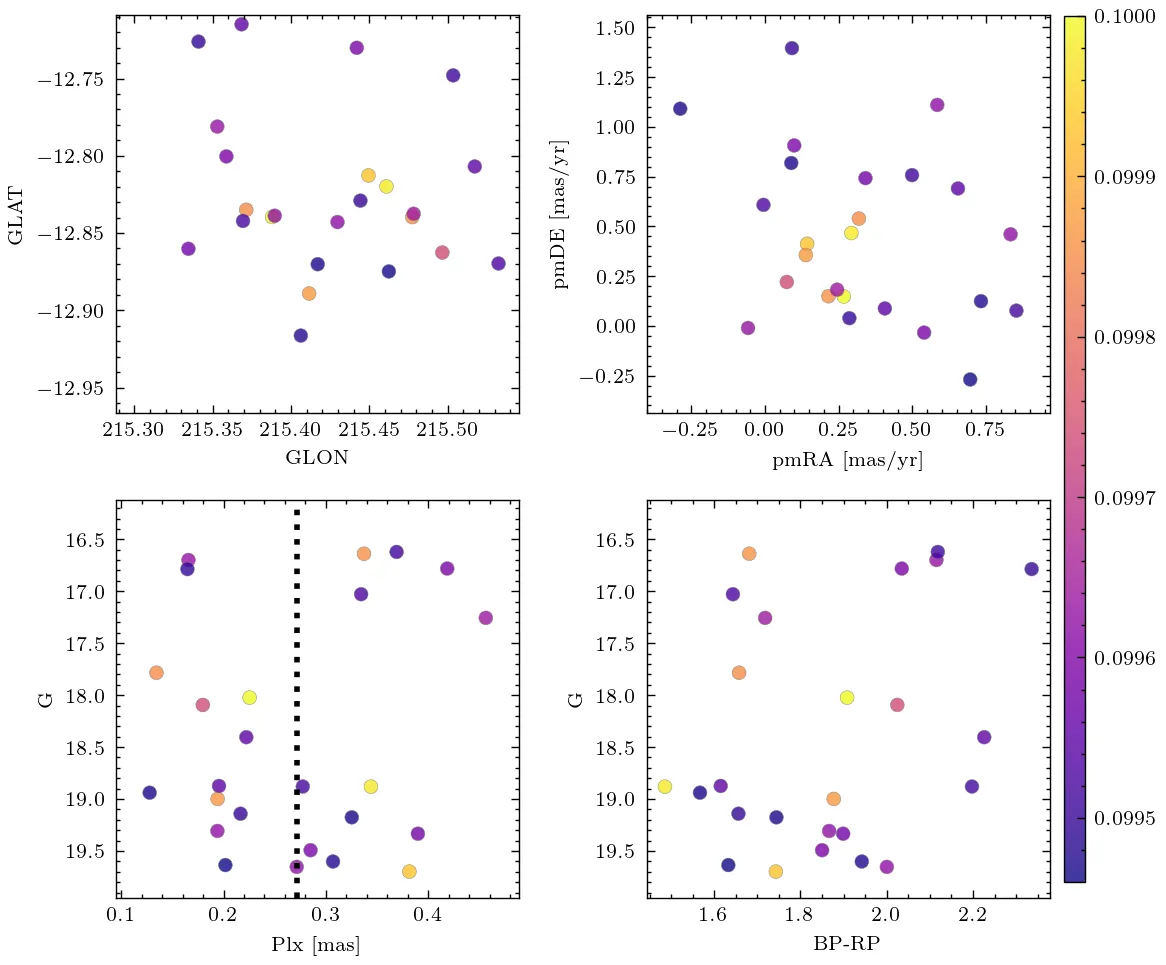 −12.75
−12.80
−12.85
−12.90
−12.95
GLAT
215.30 215.35 215.40 215.45 215.50
GLON
1.50
1.25
1.00
0.75
0.50
0.25
0.00
−0.25
pmDE [mas/yr]
−0.25 0.00 0.25 0.50 0.75
pmRA [mas/yr]
0.1000
0.0999
0.0998
0.0997
0.0996
0.0995
16.5
17.0
17.5
18.0
18.5
19.0
19.5
G
0.1 0.2 0.3 0.4
Plx [mas]
16.5
17.0
17.5
18.0
18.5
19.0
19.5
G
1.6 1.8 2.0 2.2
BP-RP